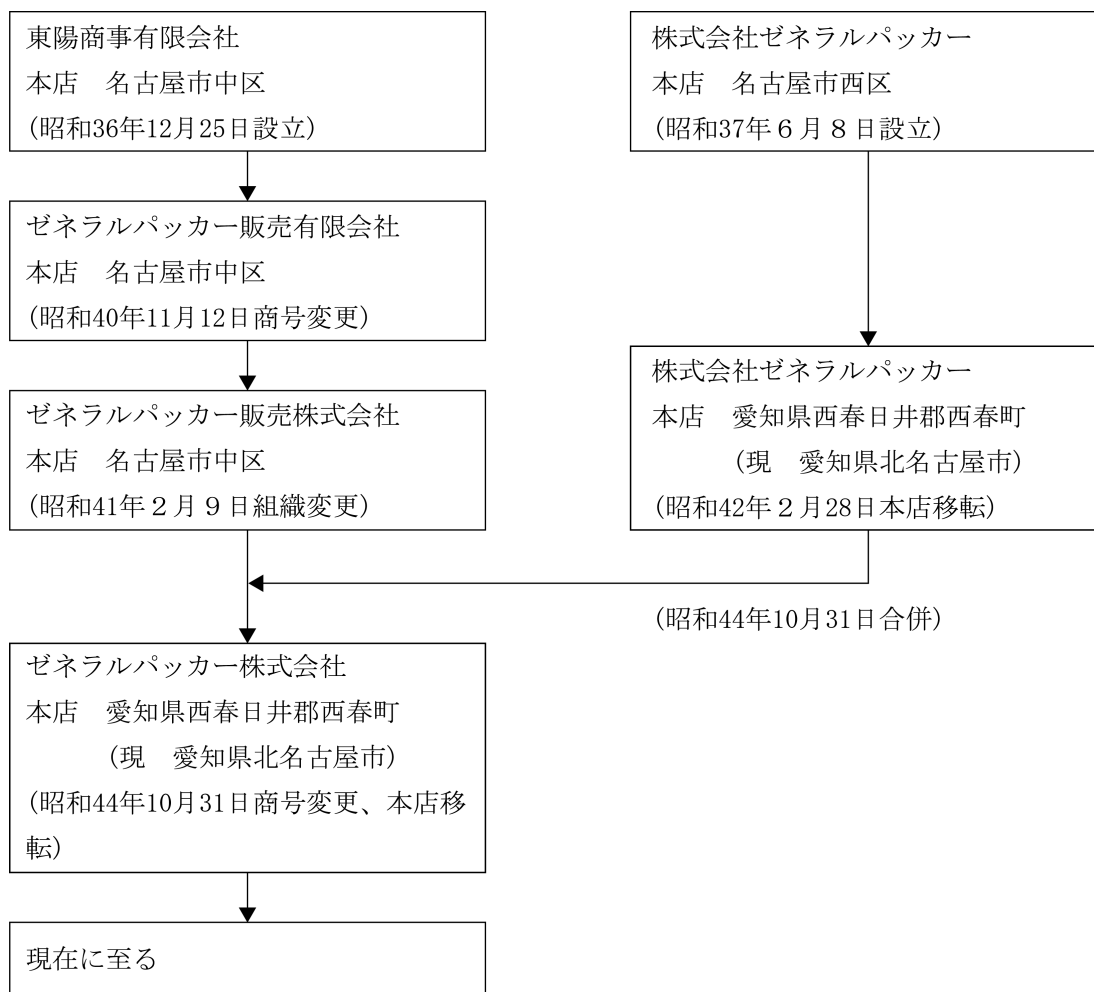 東陽商事有限会社
本店　名古屋市中区
(昭和36年12月25日設立)
ゼネラルパッカー販売有限会社
本店　名古屋市中区
(昭和40年11月12日商号変更)
ゼネラルパッカー販売株式会社
本店　名古屋市中区
(昭和41年２月９日組織変更)
株式会社ゼネラルパッカー
本店　名古屋市西区
(昭和37年６月８日設立)
株式会社ゼネラルパッカー
本店　愛知県西春日井郡西春町
(現　愛知県北名古屋市)
(昭和42年２月28日本店移転)
(昭和44年10月31日合併)
ゼネラルパッカー株式会社
本店　愛知県西春日井郡西春町
(現　愛知県北名古屋市)
(昭和44年10月31日商号変更、本店移
転)
現在に至る